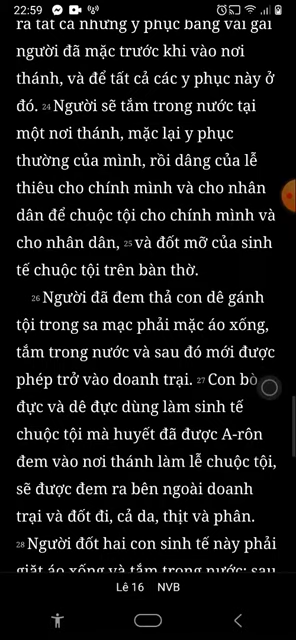 22:59
ra tất cả những y phục bằng vải gai
người đã mặc trước khi vào nơi
thánh, và để tất cả các y phục này ở
đó. 24 Người sẽ tắm trong nước tại
một nơi thánh, mặc lại y phục
thường của mình, rồi dâng của lễ
thiêu cho chính mình và cho nhân
dân để chuộc tội cho chính mình và
cho nhân dân, 25 và đốt mỡ của sinh
tế chuộc tội trên bàn thờ.
26 Người đã đem thả con dê gánh
tội trong sa mạc phải mặc áo xống,
tắm trong nước và sau đó mới được
phép trở vào doanh trại. 27 Con bò
đực và dê đực dùng làm sinh tế
chuộc tội mà huyết đã được A-rôn
đem vào nơi thánh làm lễ chuộc tội,
sẽ được đem ra bên ngoài doanh
trại và đốt đi, cả da, thịt và phân.
28 Người đốt hai con sinh tế này phải
giặt áo xống và tắm trong nước; sau
Lê 16 NVB